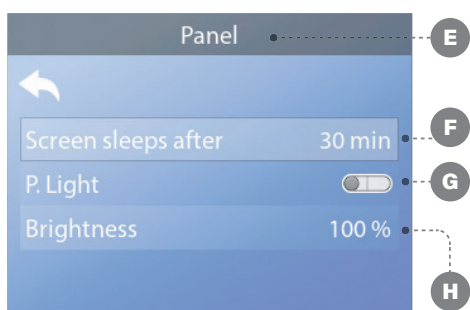 Panel
E
Screen sleeps after 30 min
F
P. Light
G
Brightness 100 %
H